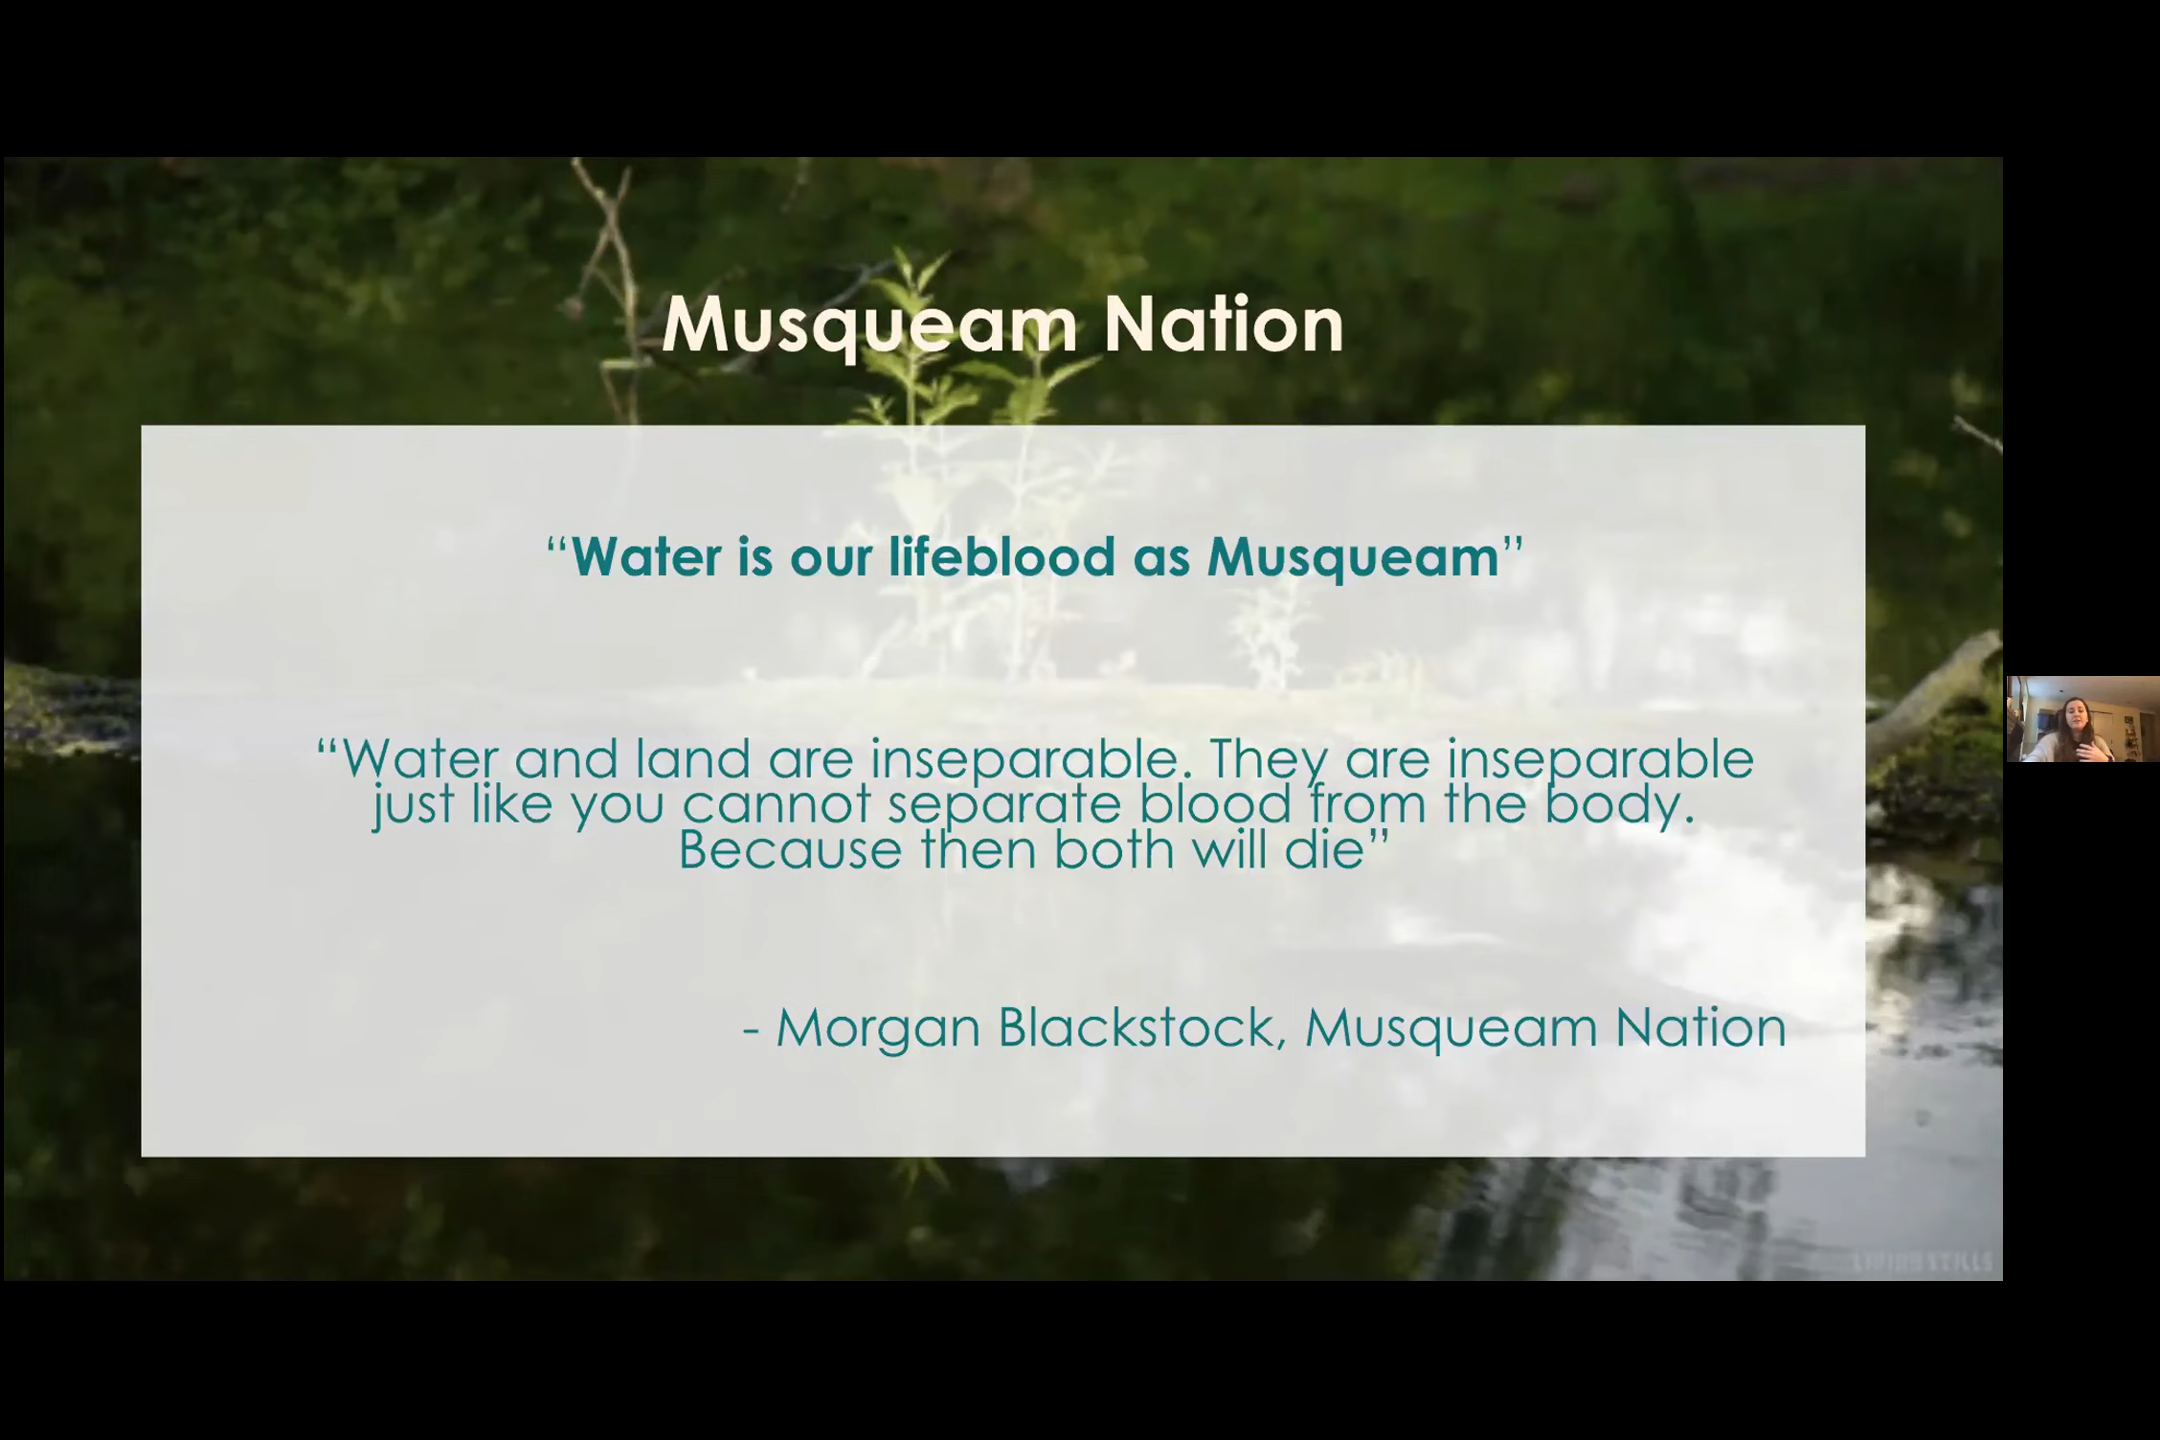 Musqueam Nation
“Water is our lifeblood as Musqueam”
“Water and land are inseparable. They are inseparable
just like you cannot separate blood from the body.
Because then both will die”
- Morgan Blackstock, Musqueam Nation